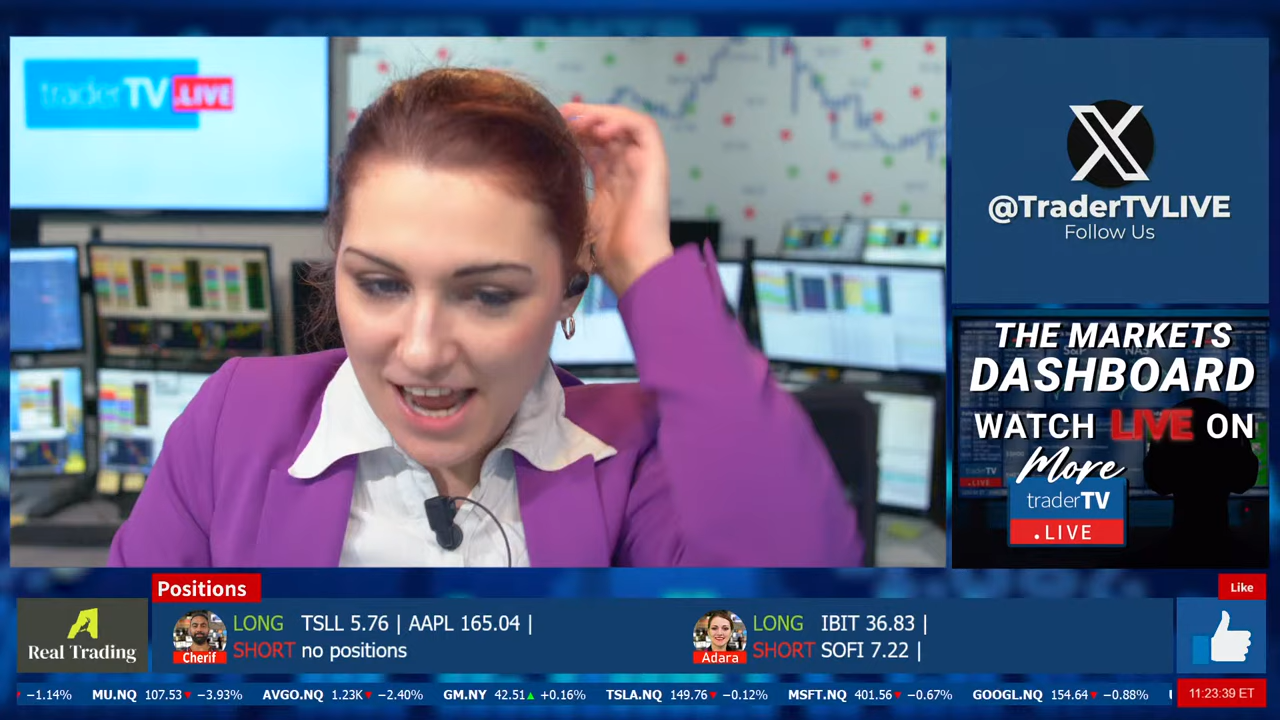 traderTV.LIVE
@TraderTVLIVE
Follow Us
THE MARKETS
DASHBOARD
WATCH LIVE ON
More
traderTV
.LIVE
Positions
Like
Real Trading
Cherif
LONG TSLL 5.76 | AAPL 165.04 |
SHORT no positions
Adara
LONG IBIT 36.83 |
SHORT SOFI 7.22 |
−1.14% MU.NQ 107.53▼ −3.93% AVGO.NQ 1.23K▼ −2.40% GM.NY 42.51▲ +0.16% TSLA.NQ 149.76▼ −0.12% MSFT.NQ 401.56▼ −0.67% GOOGL.NQ 154.64▼ −0.88%
11:23:39 ET